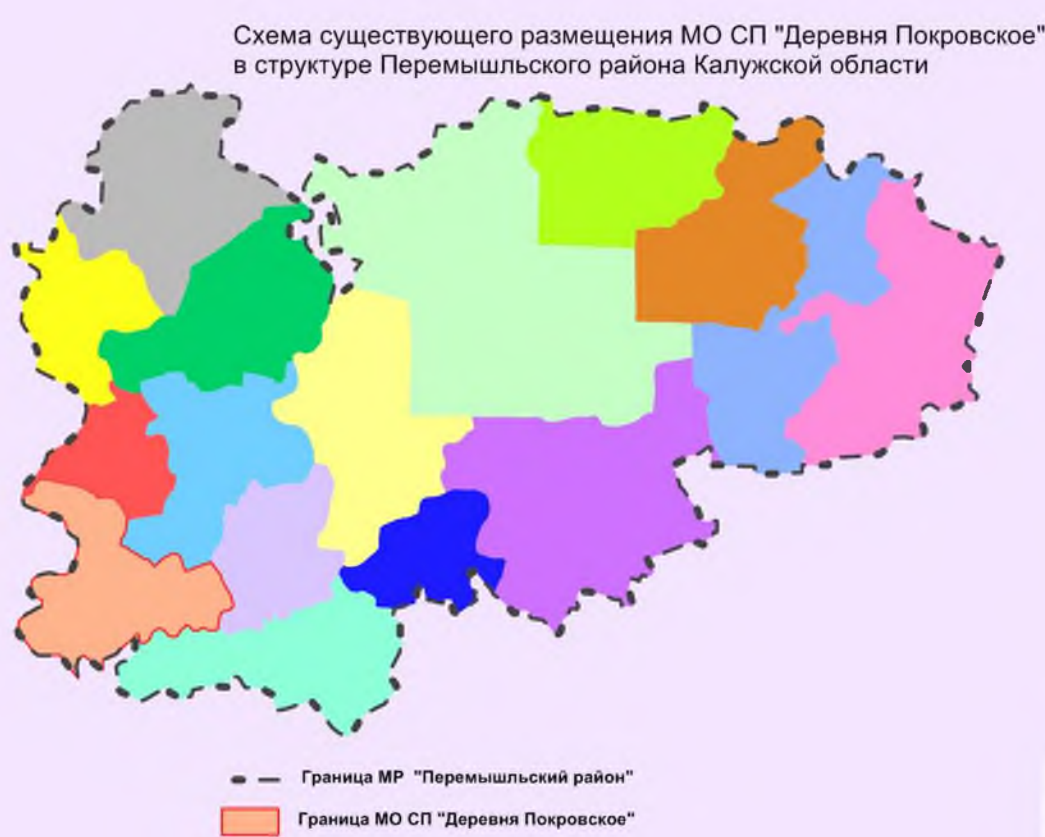 Схема существующего размещения МО СП "Деревня Покровское"
в структуре Перемышльского района Калужской области
Граница МР "Перемышльский район"
Граница МО СП "Деревня Покровское"